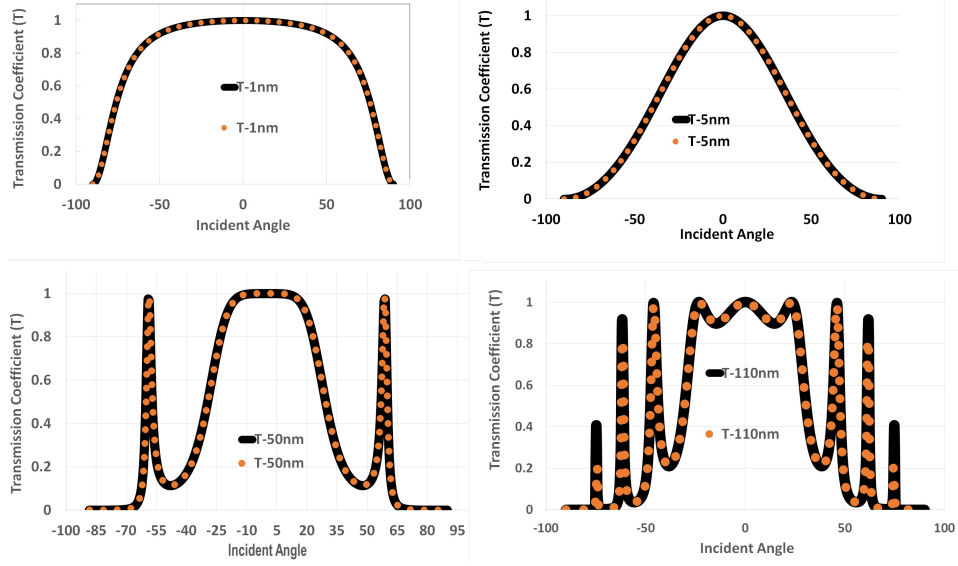 Transmission Coefficient (T)
1
0.8
0.6
0.4
0.2
0
-100 -50 0 50 100
Incident Angle
T-1nm
T-1nm
Transmission Coefficient (T)
1
0.8
0.6
0.4
0.2
0
-100 -50 0 50 100
Incident Angle
T-5nm
T-5nm
Transmission Coefficient (T)
1
0.8
0.6
0.4
0.2
0
-100 -85 -70 -55 -40 -25 -10 5 20 35 50 65 80 95
Incident Angle
T-50nm
T-50nm
Transmission Coefficient (T)
1
0.8
0.6
0.4
0.2
0
-100 -50 0 50 100
Incident Angle
T-110nm
T-110nm